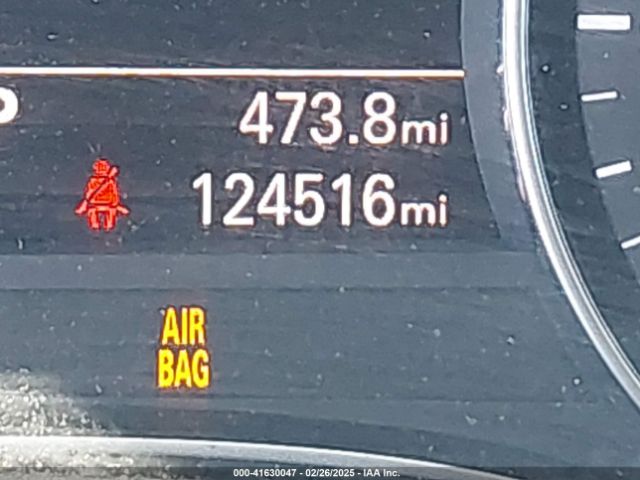 P
473.8mi
124516mi
AIR
BAG
000-41630047 - 02/26/2025 - IAA Inc.